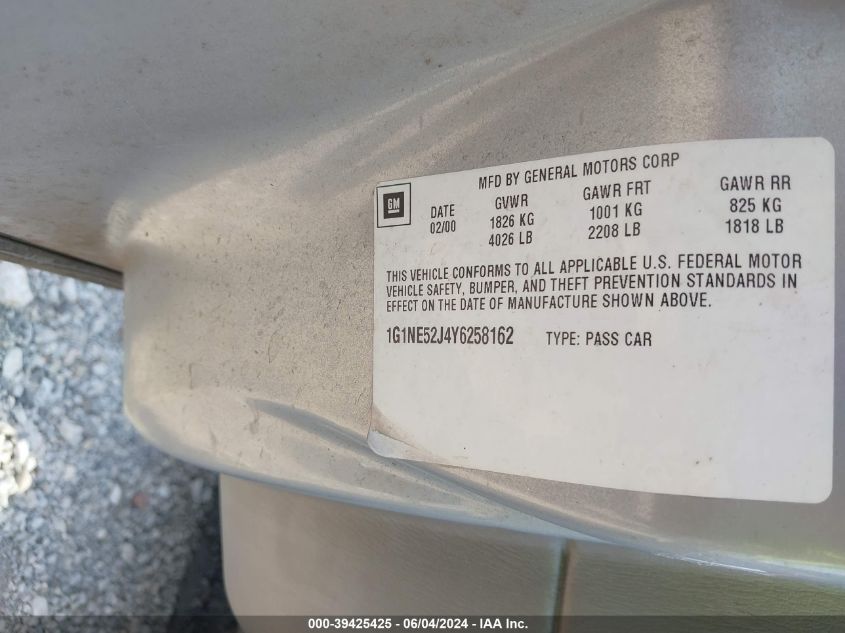 MFD BY GENERAL MOTORS CORP
GM
DATE GVWR GAWR FRT GAWR RR
02/00 1826 KG 1001 KG 825 KG
4026 LB 2208 LB 1818 LB
THIS VEHICLE CONFORMS TO ALL APPLICABLE U.S. FEDERAL MOTOR
VEHICLE SAFETY, BUMPER, AND THEFT PREVENTION STANDARDS IN
EFFECT ON THE DATE OF MANUFACTURE SHOWN ABOVE.
1G1NE52J4Y6258162 TYPE: PASS CAR
000-39425425 - 06/04/2024 - IAA Inc.